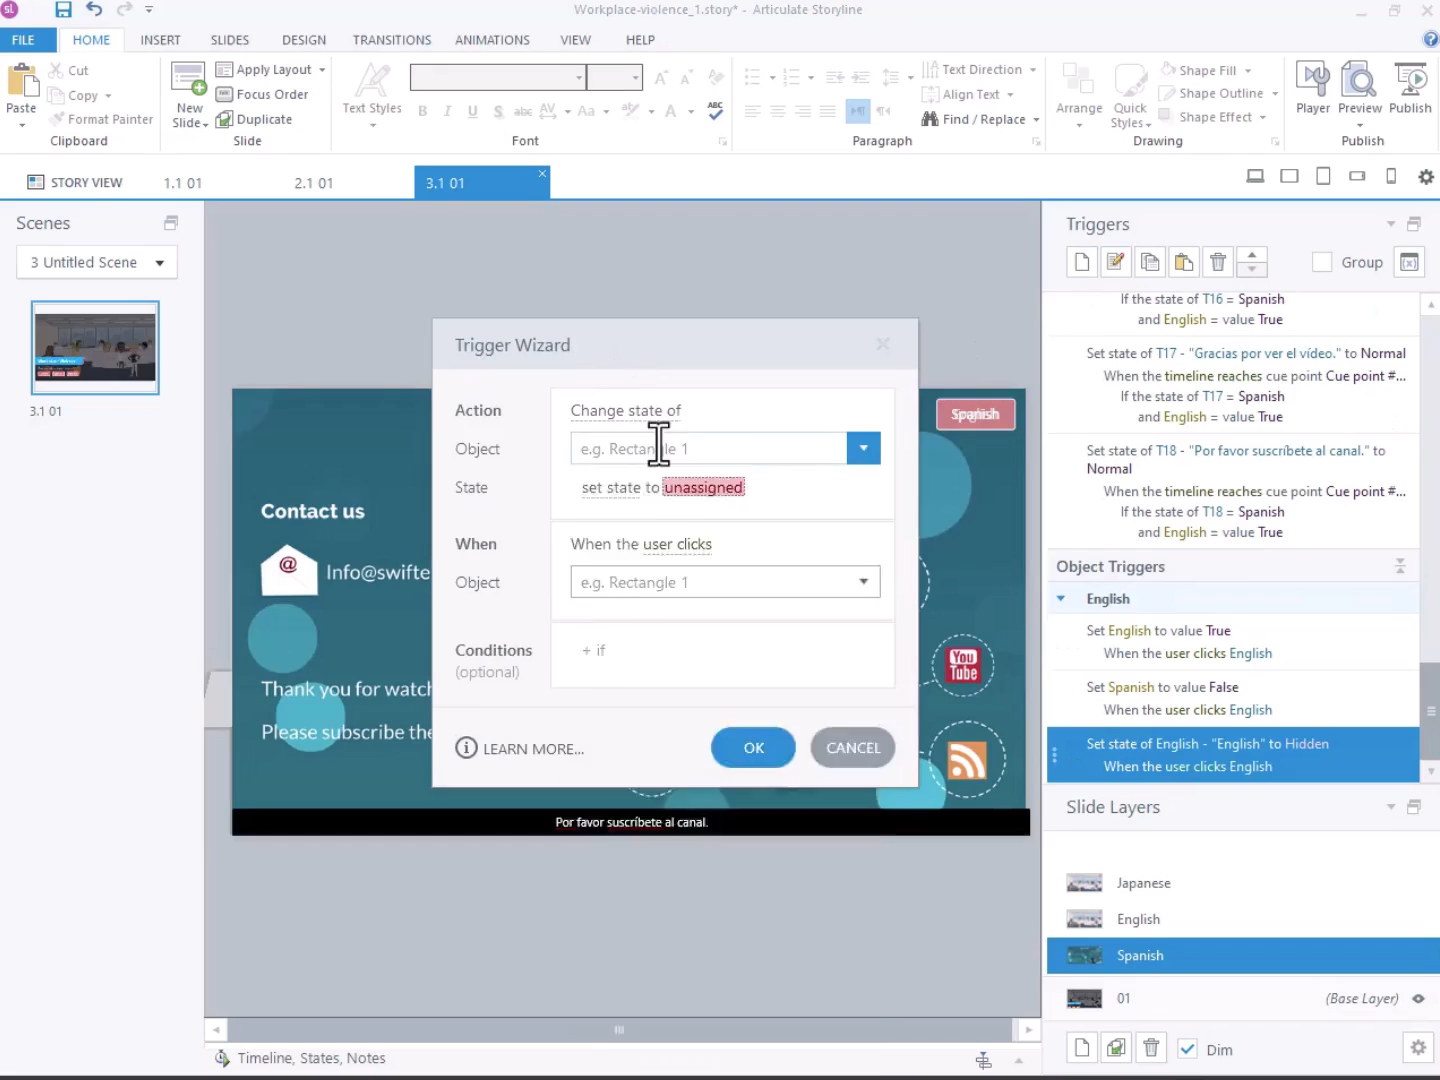 sl
Workplace-violence_1.story* - Articulate Storyline
FILE
HOME
INSERT
SLIDES
DESIGN
TRANSITIONS
ANIMATIONS
VIEW
HELP
Paste
Cut
Copy
Format Painter
Clipboard
New
Slide
Apply Layout
Focus Order
Duplicate
Slide
Text Styles
B I U S abc AV Aa A ABC
Font
Text Direction
Align Text
Find / Replace
Paragraph
Arrange
Quick
Styles
Shape Fill
Shape Outline
Shape Effect
Drawing
Player
Preview
Publish
Publish
STORY VIEW
1.1 01
2.1 01
3.1 01
Scenes
3 Untitled Scene
3.1 01
Contact us
@
Info@swifte
Thank you for watch
Please subscribe the
You
Tube
Por favor suscríbete al canal.
Trigger Wizard
Action
Change state of
Object
e.g. Rectangle 1
State
set state to unassigned
When
When the user clicks
Object
e.g. Rectangle 1
Conditions
(optional)
+ if
LEARN MORE...
OK
CANCEL
Timeline, States, Notes
Triggers
Group
If the state of T16 = Spanish
and English = value True
Set state of T17 - "Gracias por ver el vídeo." to Normal
When the timeline reaches cue point Cue point #...
If the state of T17 = Spanish
and English = value True
Set state of T18 - "Por favor suscríbete al canal." to
Normal
When the timeline reaches cue point Cue point #...
If the state of T18 = Spanish
and English = value True
Object Triggers
English
Set English to value True
When the user clicks English
Set Spanish to value False
When the user clicks English
Set state of English - "English" to Hidden
When the user clicks English
Slide Layers
Japanese
English
Spanish
01
(Base Layer)
Dim